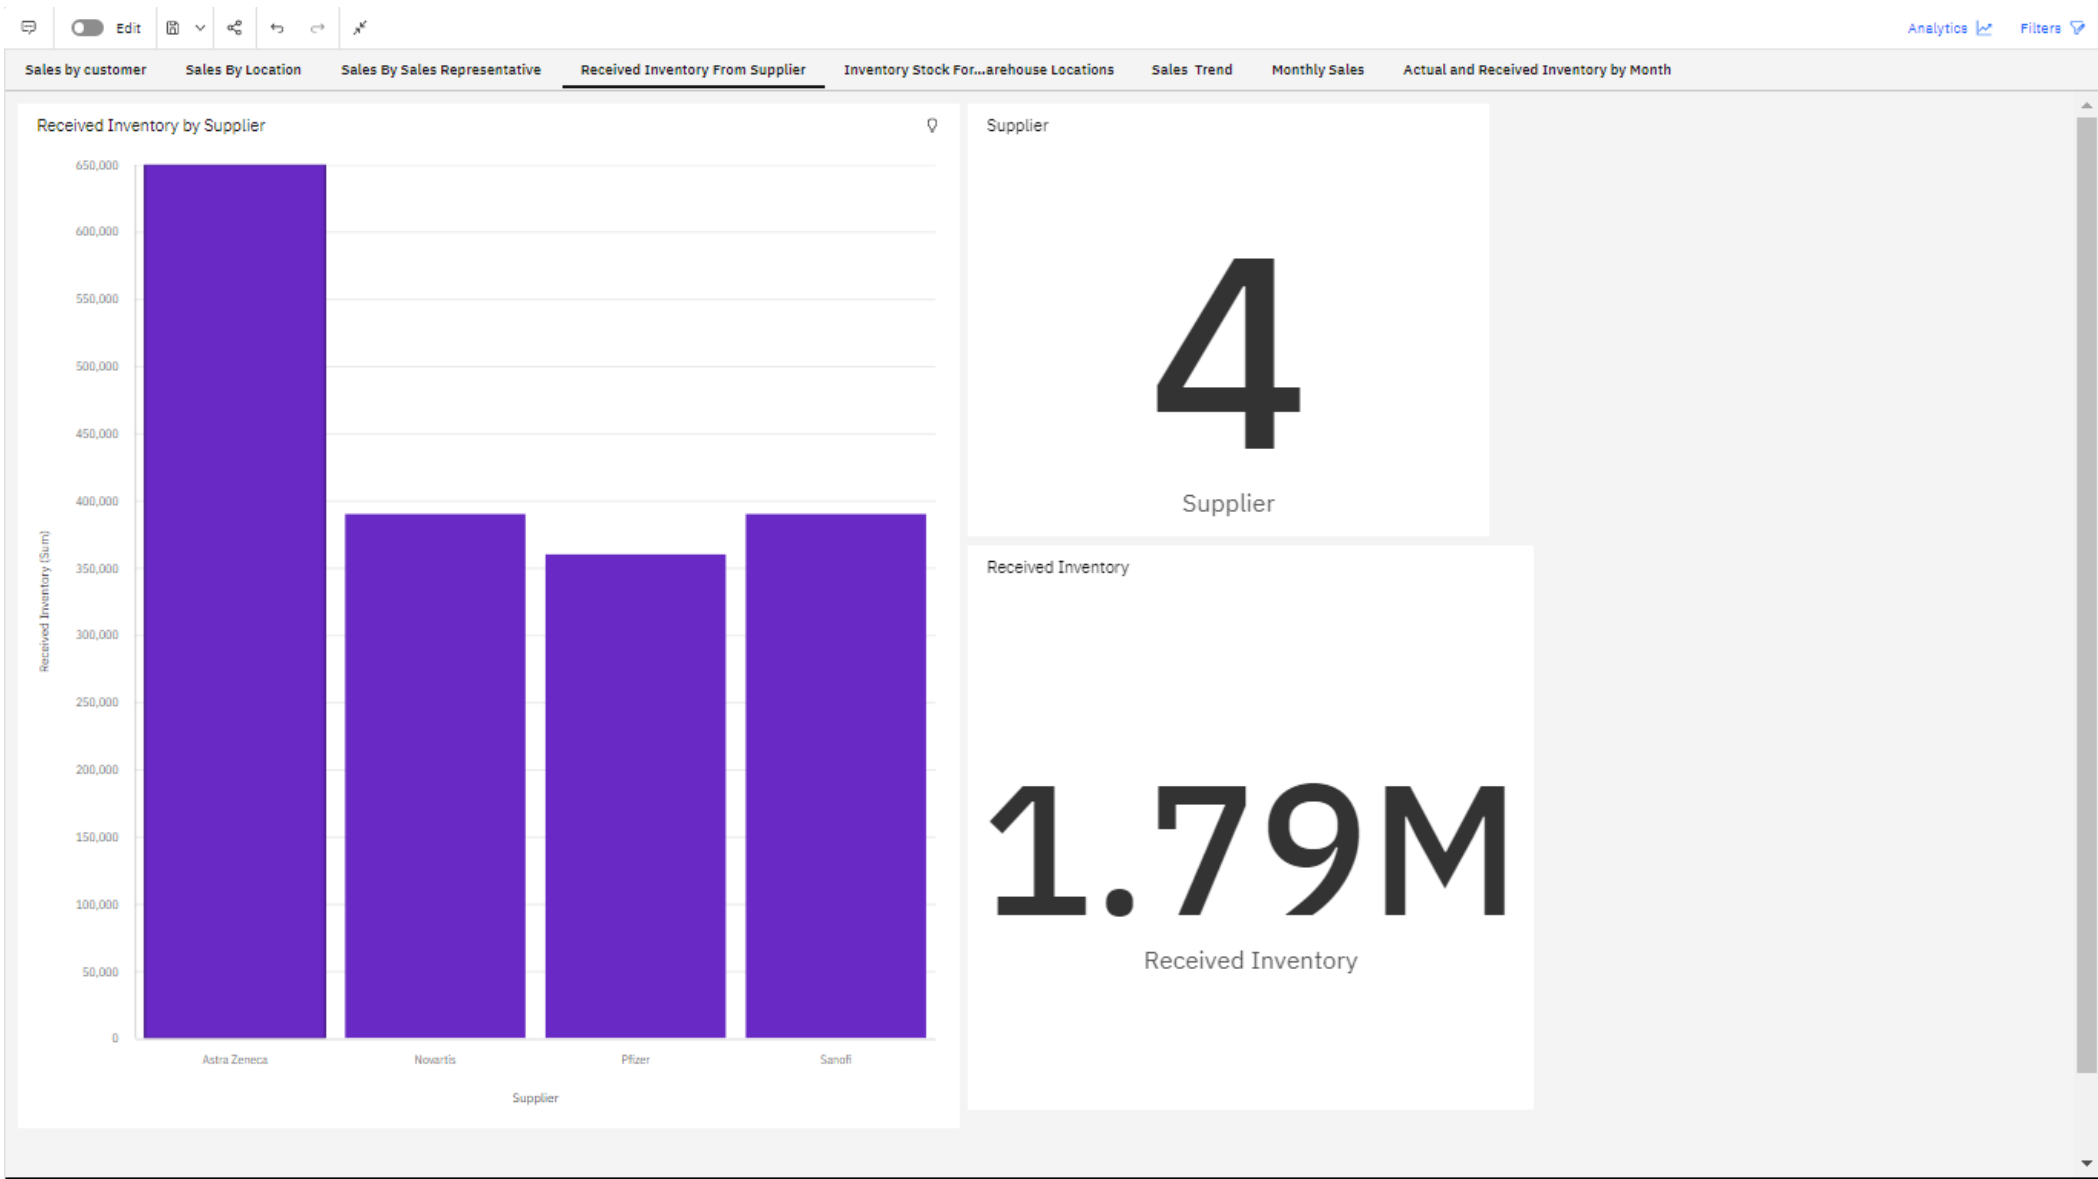 Edit
Analytics
Filters
Sales by customer
Sales By Location
Sales By Sales Representative
Received Inventory From Supplier
Inventory Stock For...arehouse Locations
Sales Trend
Monthly Sales
Actual and Received Inventory by Month
Received Inventory by Supplier
650,000
600,000
550,000
500,000
450,000
400,000
350,000
300,000
250,000
200,000
150,000
100,000
50,000
0
Received Inventory (Sum)
Astra Zeneca
Novartis
Pfizer
Sanofi
Supplier
Supplier
4
Supplier
Received Inventory
1.79M
Received Inventory